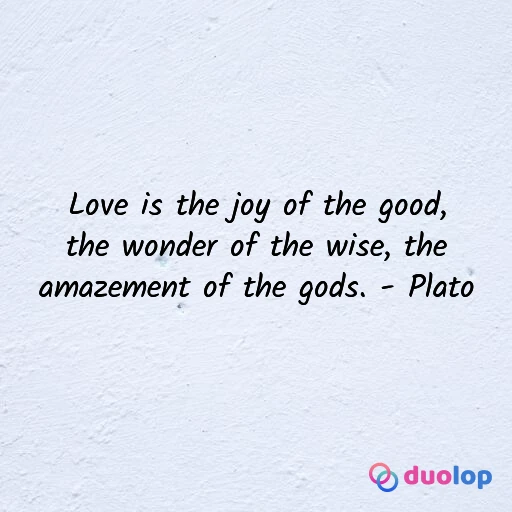 Love is the joy of the good,
the wonder of the wise, the
amazement of the gods. - Plato
duolop